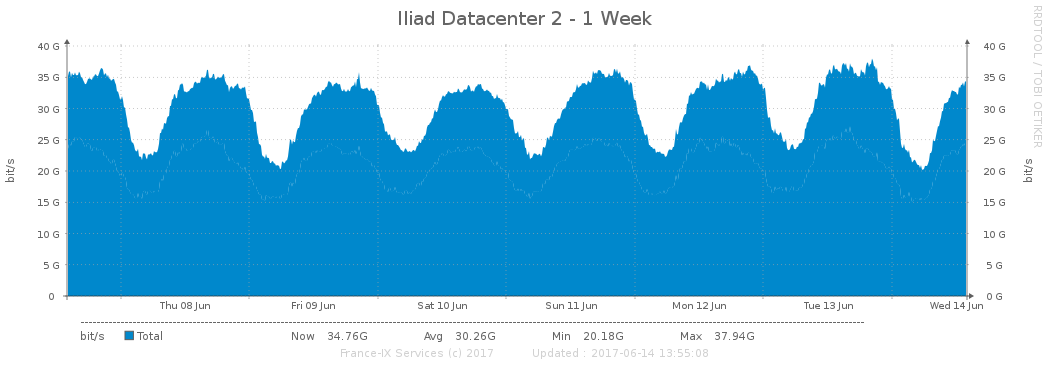 Iliad Datacenter 2 - 1 Week
RRDTOOL / TOBI OETIKER
40 G 40 G
35 G 35 G
30 G 30 G
25 G 25 G
20 G 20 G
15 G 15 G
10 G 10 G
5 G 5 G
0 0 G
bit/s bit/s
Thu 08 Jun Fri 09 Jun Sat 10 Jun Sun 11 Jun Mon 12 Jun Tue 13 Jun Wed 14 Jun
bit/s Total Now 34.76G Avg 30.26G Min 20.18G Max 37.94G
France-IX Services (c) 2017 Updated : 2017-06-14 13:55:08